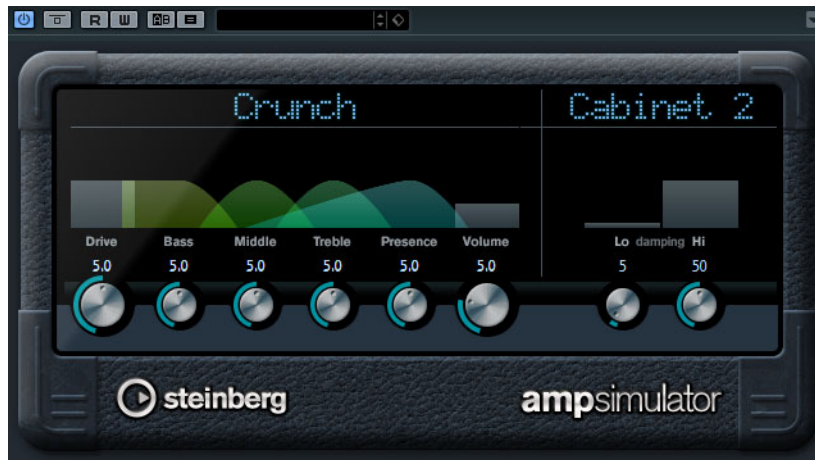 R W AB
Crunch Cabinet 2
Drive Bass Middle Treble Presence Volume Lo damping Hi
5.0 5.0 5.0 5.0 5.0 5.0 5 50
steinberg ampsimulator